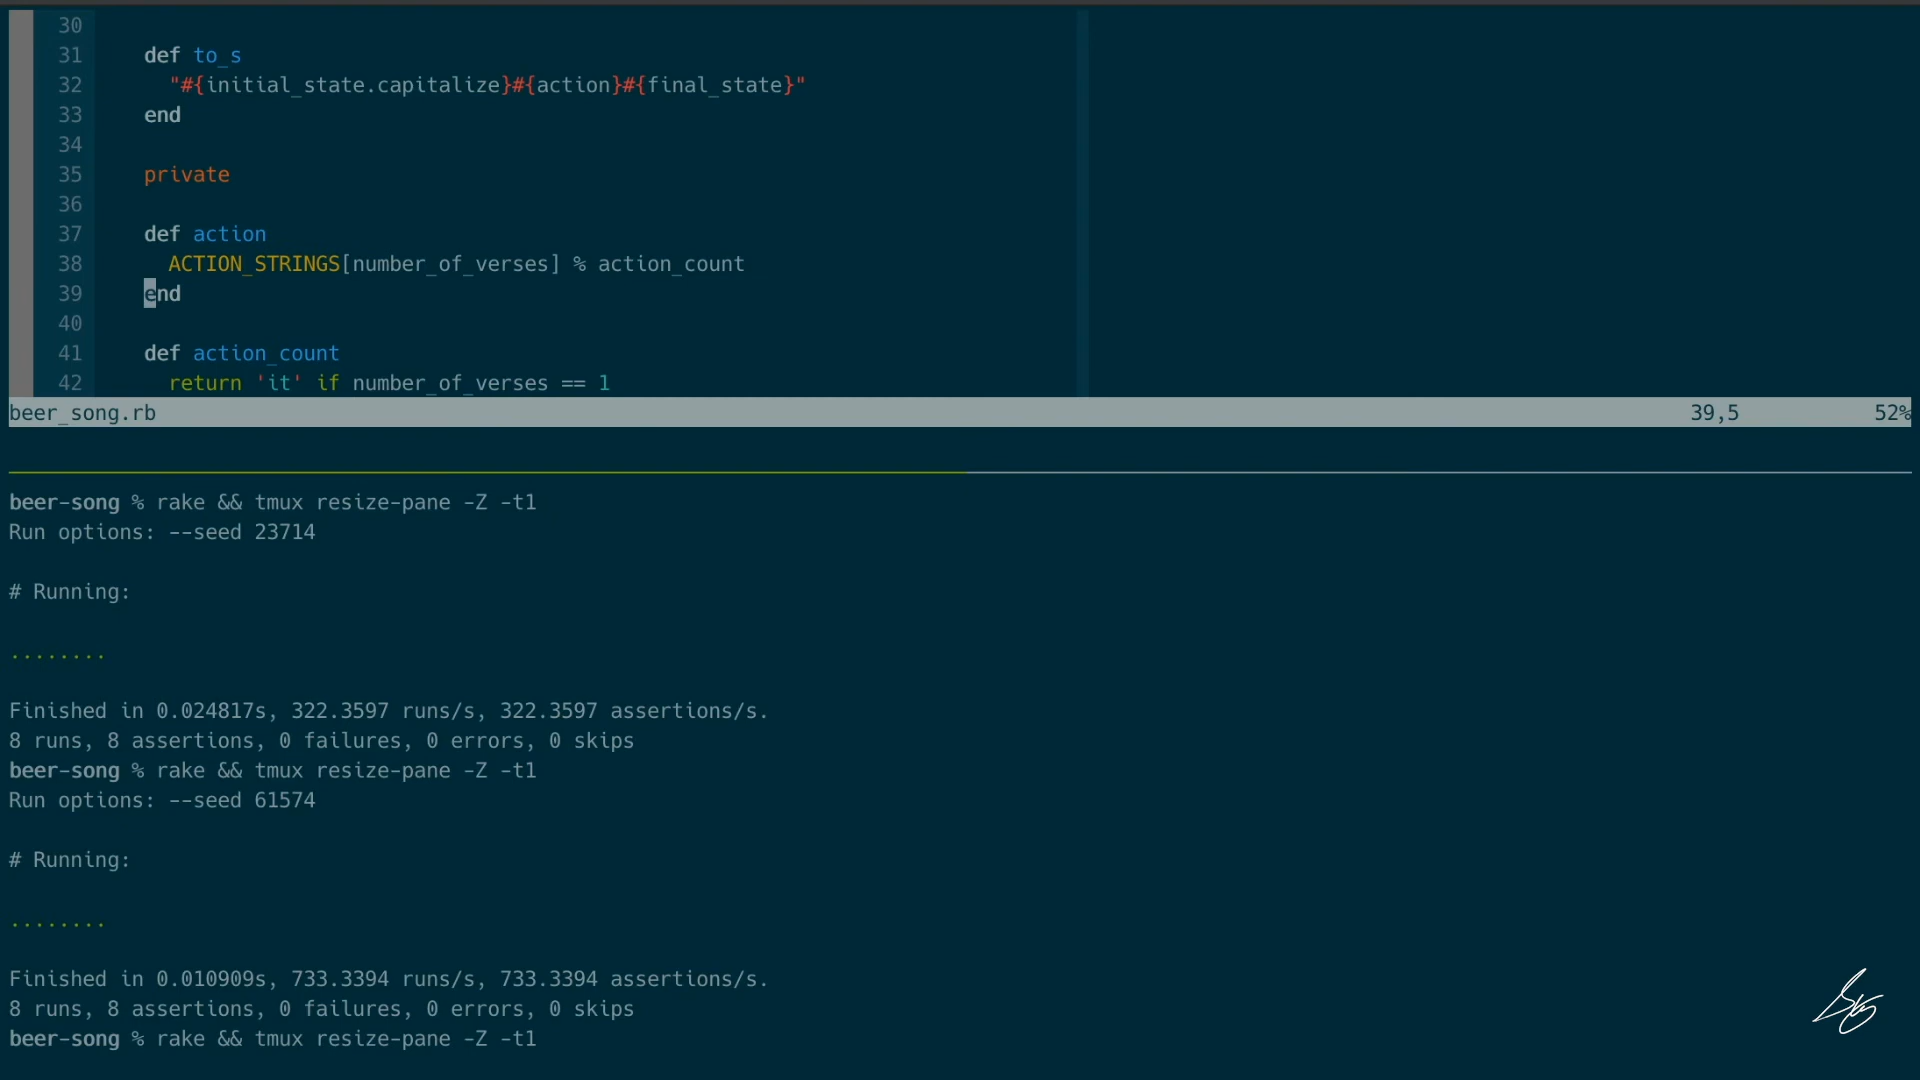 30
31 def to_s
32 "#{initial_state.capitalize}#{action}#{final_state}"
33 end
34
35 private
36
37 def action
38 ACTION_STRINGS[number_of_verses] % action_count
39 end
40
41 def action_count
42 return 'it' if number_of_verses == 1
beer_song.rb 39,5 52%
beer-song % rake && tmux resize-pane -Z -t1
Run options: --seed 23714
# Running:
........
Finished in 0.024817s, 322.3597 runs/s, 322.3597 assertions/s.
8 runs, 8 assertions, 0 failures, 0 errors, 0 skips
beer-song % rake && tmux resize-pane -Z -t1
Run options: --seed 61574
# Running:
........
Finished in 0.010909s, 733.3394 runs/s, 733.3394 assertions/s.
8 runs, 8 assertions, 0 failures, 0 errors, 0 skips
beer-song % rake && tmux resize-pane -Z -t1